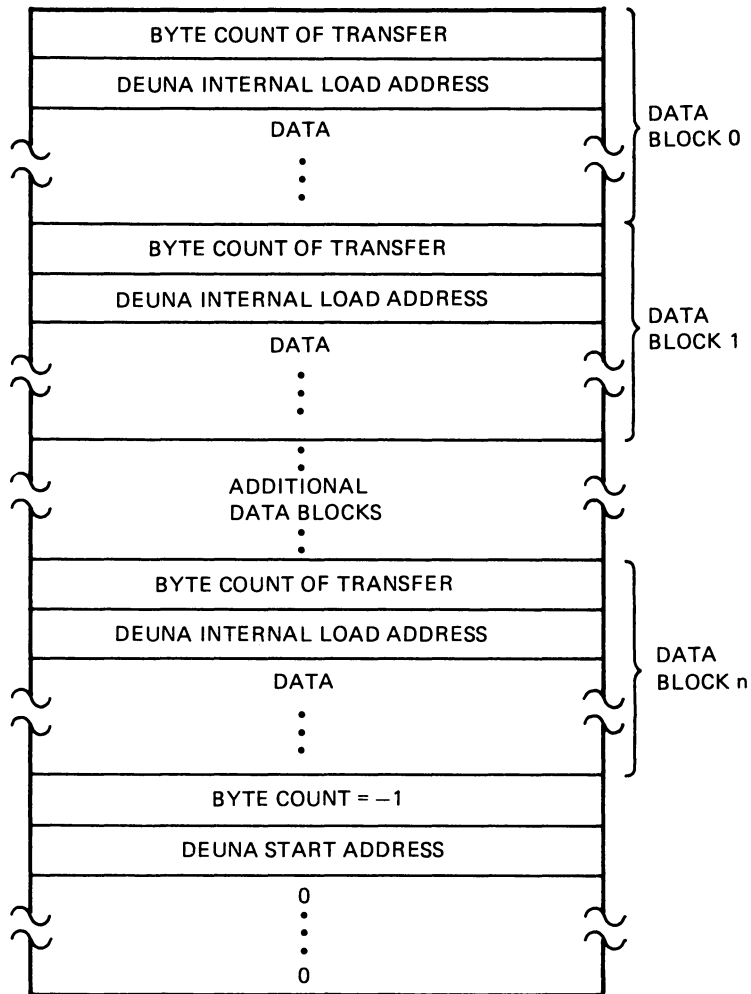 BYTE COUNT OF TRANSFER
DEUNA INTERNAL LOAD ADDRESS
DATA
DATA
BLOCK 0
BYTE COUNT OF TRANSFER
DEUNA INTERNAL LOAD ADDRESS
DATA
DATA
BLOCK 1
ADDITIONAL
DATA BLOCKS
BYTE COUNT OF TRANSFER
DEUNA INTERNAL LOAD ADDRESS
DATA
DATA
BLOCK n
BYTE COUNT = −1
DEUNA START ADDRESS
0
0